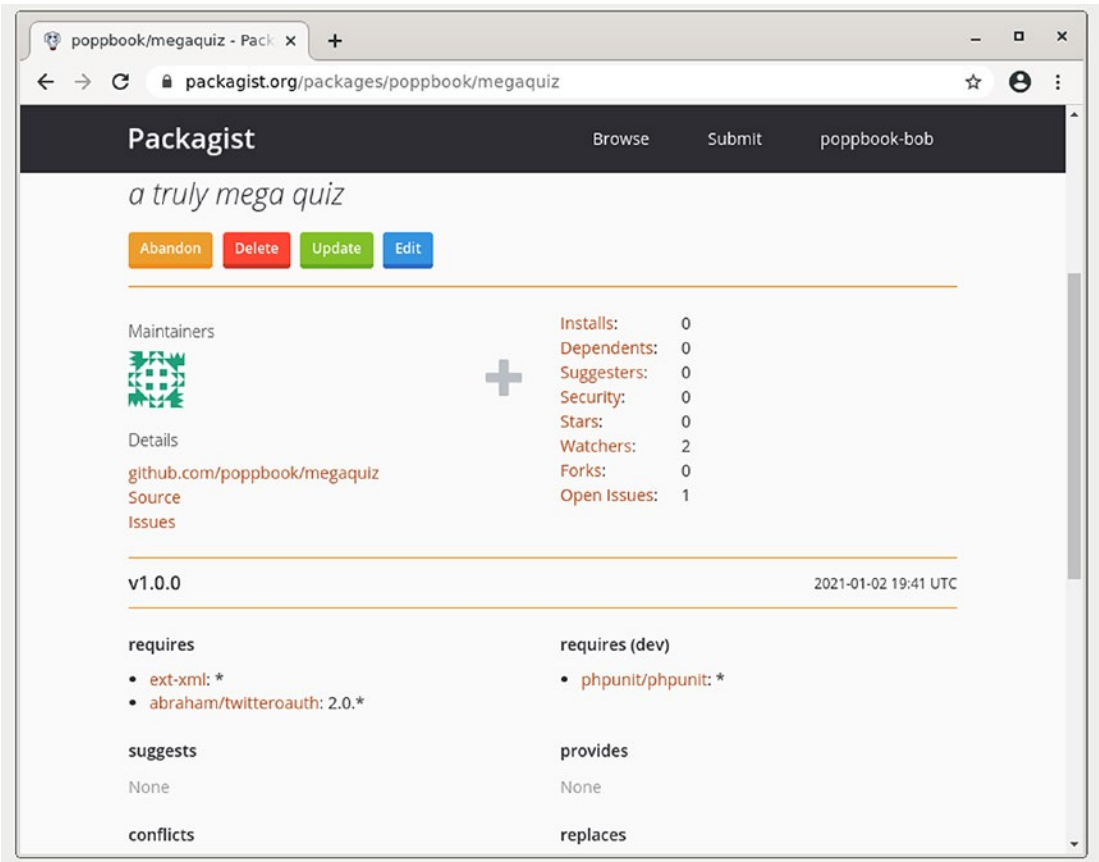 poppbook/megaquiz - Pack
packagist.org/packages/poppbook/megaquiz
Packagist Browse Submit poppbook-bob
a truly mega quiz
Abandon Delete Update Edit
Maintainers
Details
github.com/poppbook/megaquiz
Source
Issues
Installs: 0
Dependents: 0
Suggesters: 0
Security: 0
Stars: 0
Watchers: 2
Forks: 0
Open Issues: 1
v1.0.0 2021-01-02 19:41 UTC
requires
• ext-xml: *
• abraham/twitteroauth: 2.0.*
requires (dev)
• phpunit/phpunit: *
suggests
None
provides
None
conflicts
replaces